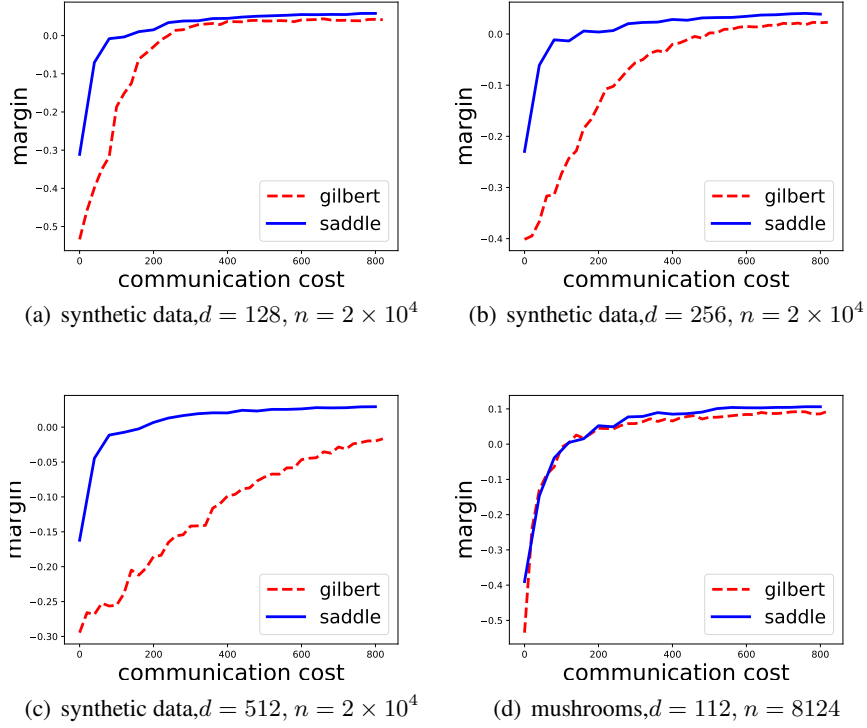 0.0
−0.1
−0.2
−0.3
−0.4
−0.5
margin
gilbert
saddle
0 200 400 600 800
communication cost
(a) synthetic data,d = 128, n = 2 × 10^4
0.0
−0.1
−0.2
−0.3
−0.4
margin
gilbert
saddle
0 200 400 600 800
communication cost
(b) synthetic data,d = 256, n = 2 × 10^4
0.00
−0.05
−0.10
−0.15
−0.20
−0.25
−0.30
margin
gilbert
saddle
0 200 400 600 800
communication cost
(c) synthetic data,d = 512, n = 2 × 10^4
0.1
0.0
−0.1
−0.2
−0.3
−0.4
−0.5
margin
gilbert
saddle
0 200 400 600 800
communication cost
(d) mushrooms,d = 112, n = 8124